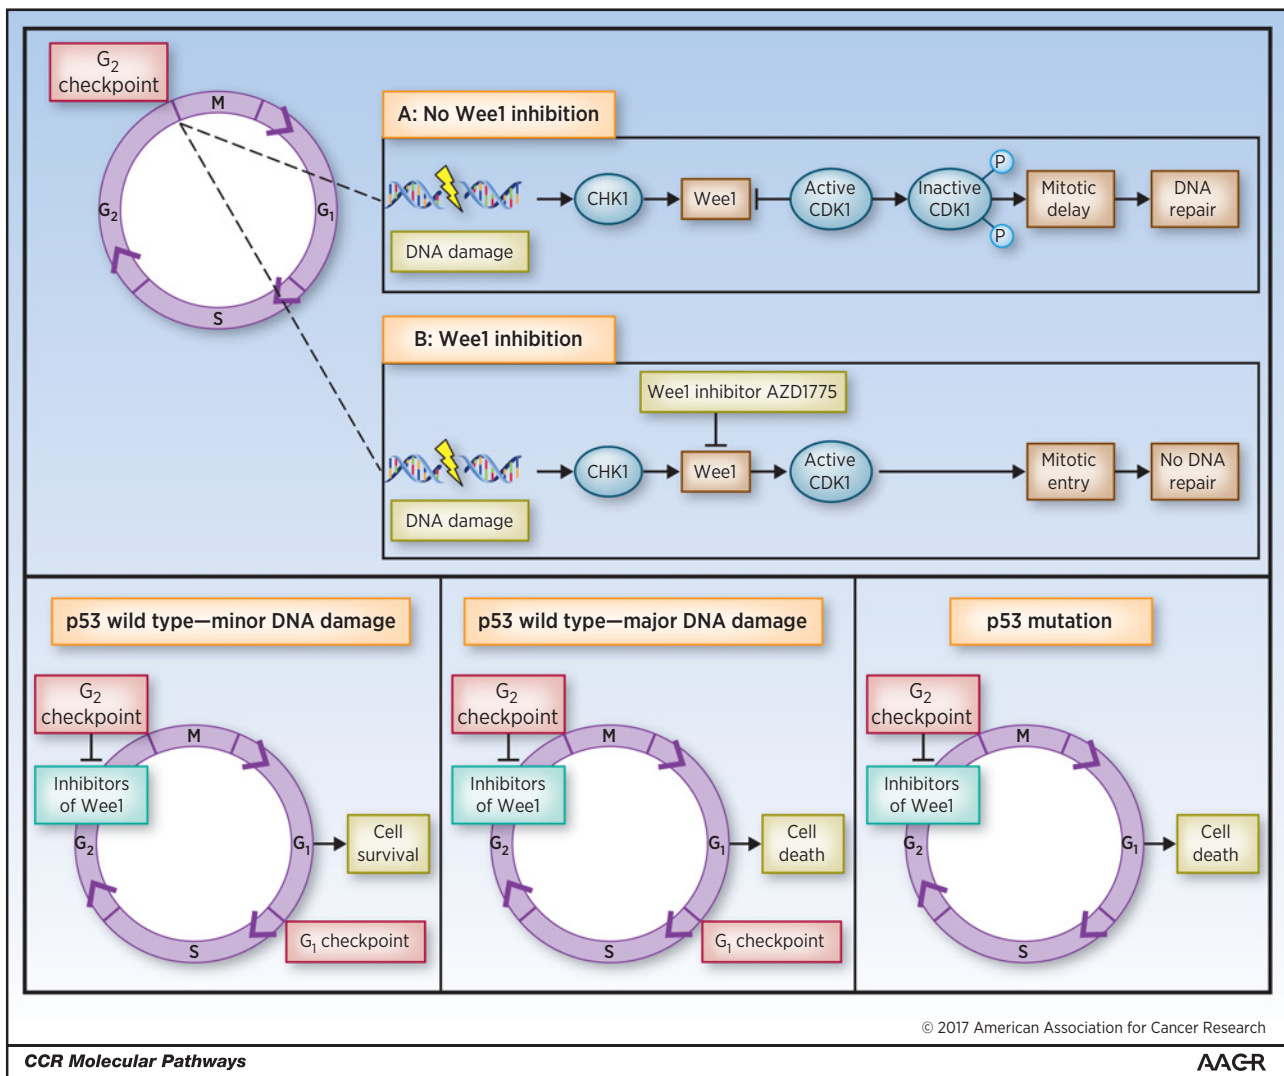 G2
checkpoint
M
G1
S
G2
A: No Wee1 inhibition
DNA damage
CHK1
Wee1
Active
CDK1
Inactive
CDK1
P
P
Mitotic
delay
DNA
repair
B: Wee1 inhibition
Wee1 inhibitor AZD1775
DNA damage
CHK1
Wee1
Active
CDK1
Mitotic
entry
No DNA
repair
p53 wild type—minor DNA damage
G2
checkpoint
Inhibitors
of Wee1
M
G1
S
G2
Cell
survival
G1 checkpoint
p53 wild type—major DNA damage
G2
checkpoint
Inhibitors
of Wee1
M
G1
S
G2
Cell
death
G1 checkpoint
p53 mutation
G2
checkpoint
Inhibitors
of Wee1
M
G1
S
G2
Cell
death
© 2017 American Association for Cancer Research
CCR Molecular Pathways
AACR